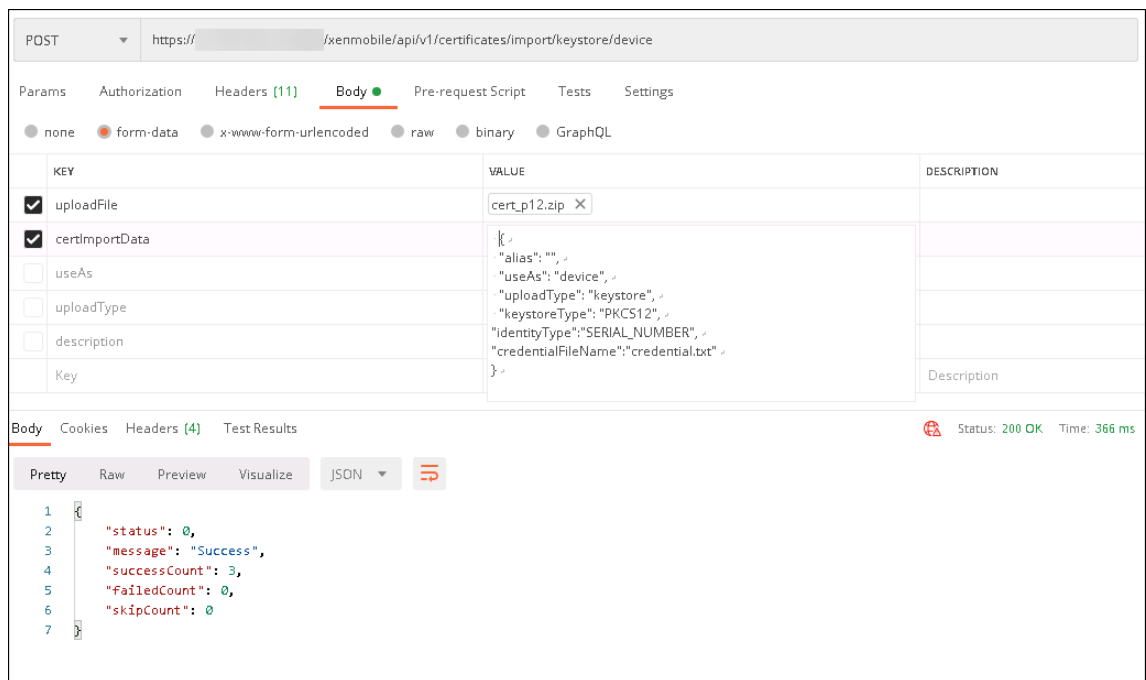 POST https:// /xenmobile/api/v1/certificates/import/keystore/device
Params Authorization Headers (11) Body Pre-request Script Tests Settings
none form-data x-www-form-urlencoded raw binary GraphQL
KEY VALUE DESCRIPTION
uploadFile cert_p12.zip
certImportData
{
"alias": "",
"useAs": "device",
"uploadType": "keystore",
"keystoreType": "PKCS12",
"identityType":"SERIAL_NUMBER",
"credentialFileName":"credential.txt"
}
useAs
uploadType
description
Key Description
Body Cookies Headers (4) Test Results Status: 200 OK Time: 366 ms
Pretty Raw Preview Visualize JSON
1 {
2 "status": 0,
3 "message": "Success",
4 "successCount": 3,
5 "failedCount": 0,
6 "skipCount": 0
7 }